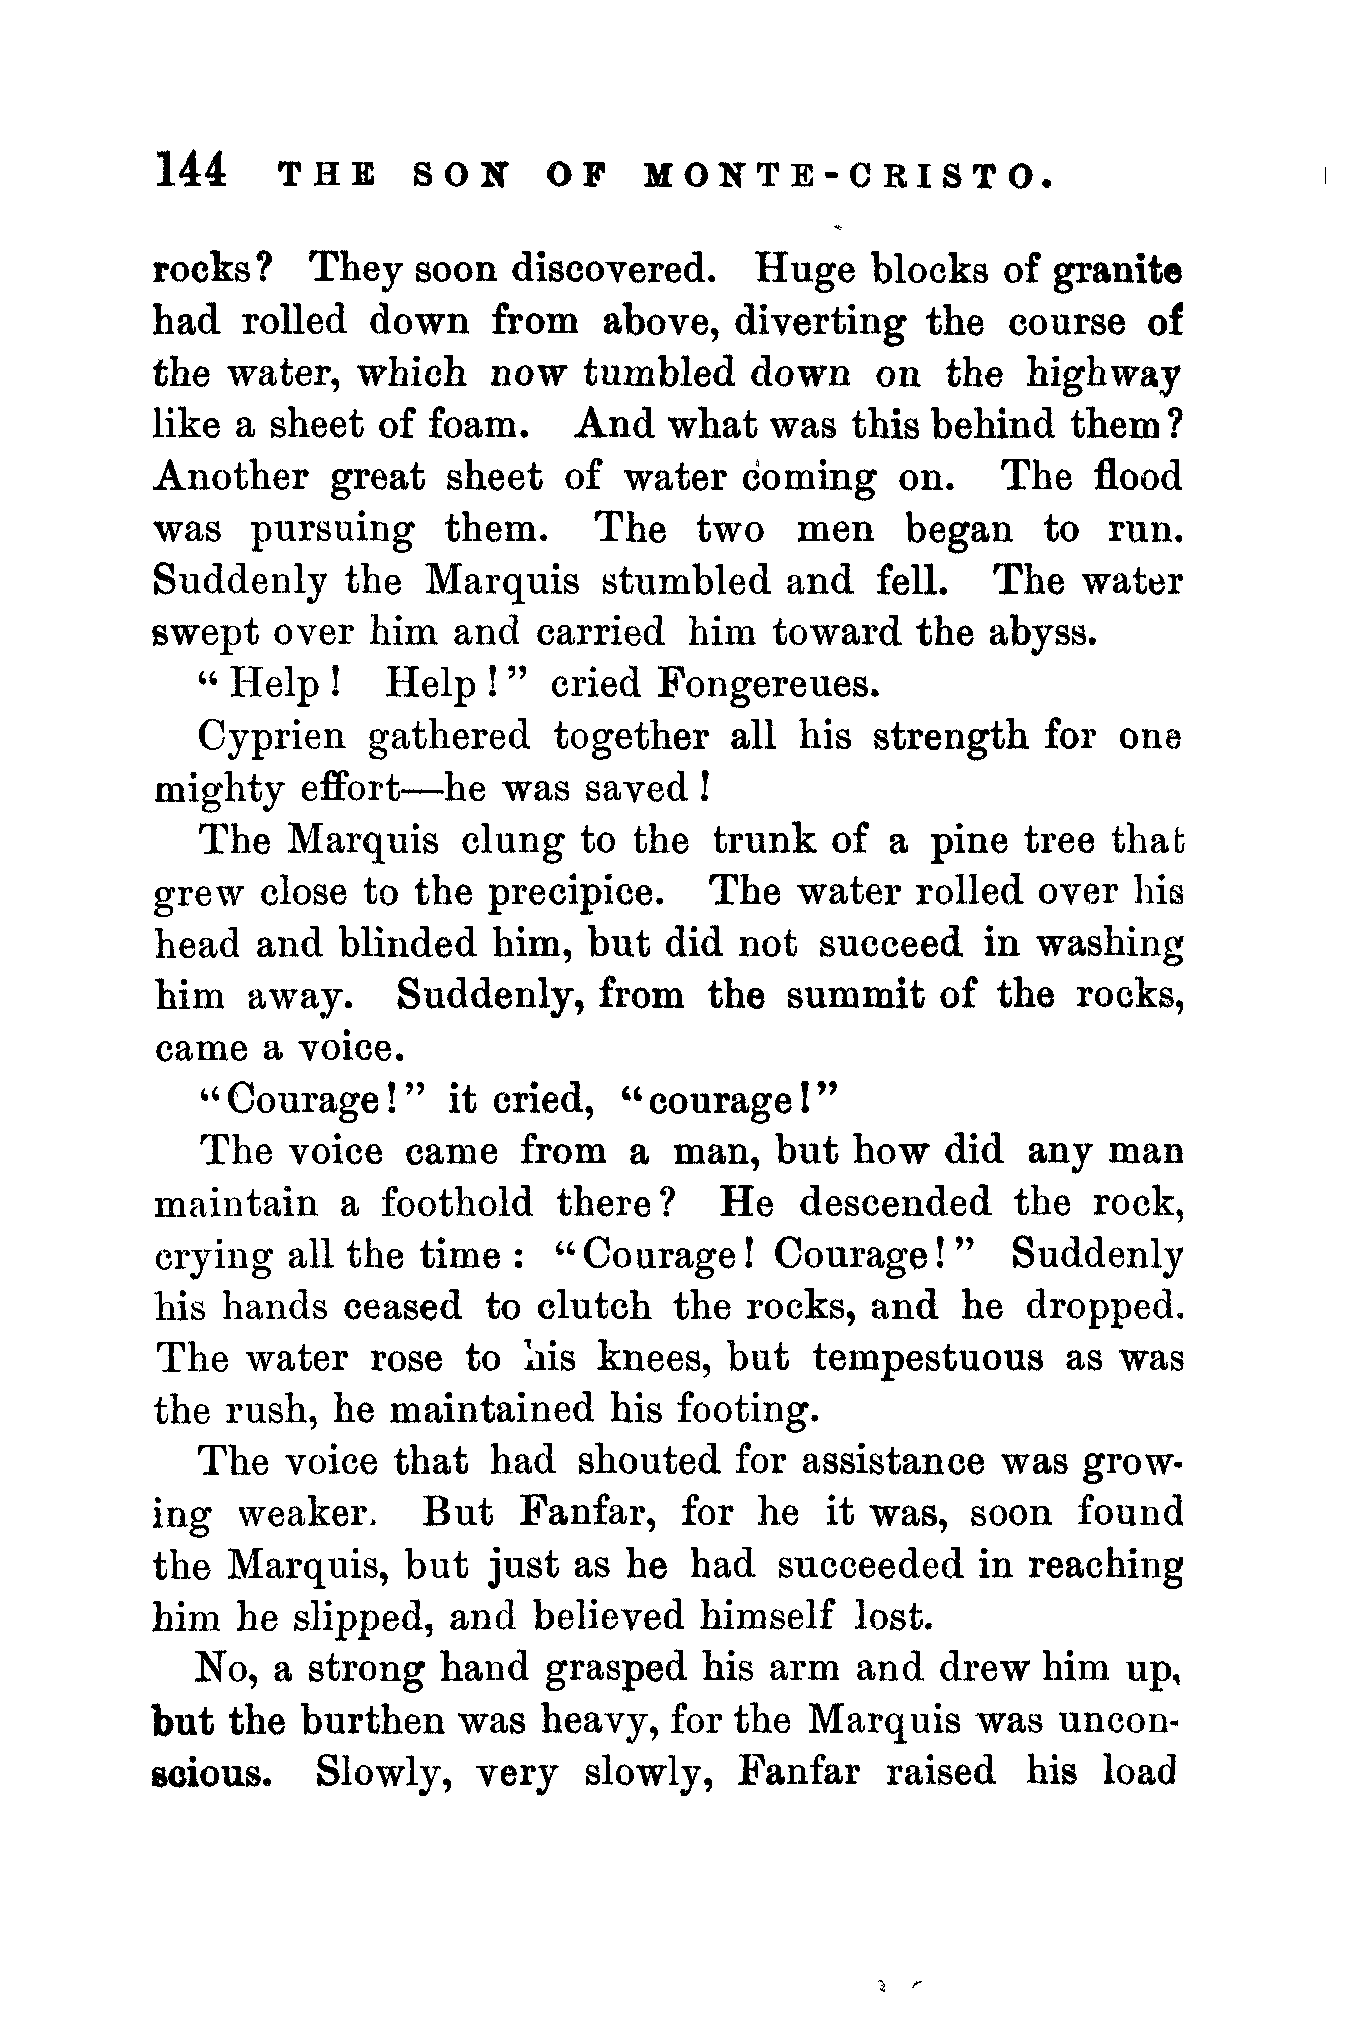 144 THE SON OF MONTE-CRISTO.
rocks? They soon discovered. Huge blocks of granite
had rolled down from above, diverting the course of
the water, which now tumbled down on the highway
like a sheet of foam. And what was this behind them?
Another great sheet of water coming on. The flood
was pursuing them. The two men began to run.
Suddenly the Marquis stumbled and fell. The water
swept over him and carried him toward the abyss.
“Help! Help!” cried Fongereues.
Cyprien gathered together all his strength for one
mighty effort—he was saved!
The Marquis clung to the trunk of a pine tree that
grew close to the precipice. The water rolled over his
head and blinded him, but did not succeed in washing
him away. Suddenly, from the summit of the rocks,
came a voice.
“Courage!” it cried, “courage!”
The voice came from a man, but how did any man
maintain a foothold there? He descended the rock,
crying all the time: “Courage! Courage!” Suddenly
his hands ceased to clutch the rocks, and he dropped.
The water rose to his knees, but tempestuous as was
the rush, he maintained his footing.
The voice that had shouted for assistance was grow-
ing weaker. But Fanfar, for he it was, soon found
the Marquis, but just as he had succeeded in reaching
him he slipped, and believed himself lost.
No, a strong hand grasped his arm and drew him up,
but the burthen was heavy, for the Marquis was uncon-
scious. Slowly, very slowly, Fanfar raised his load